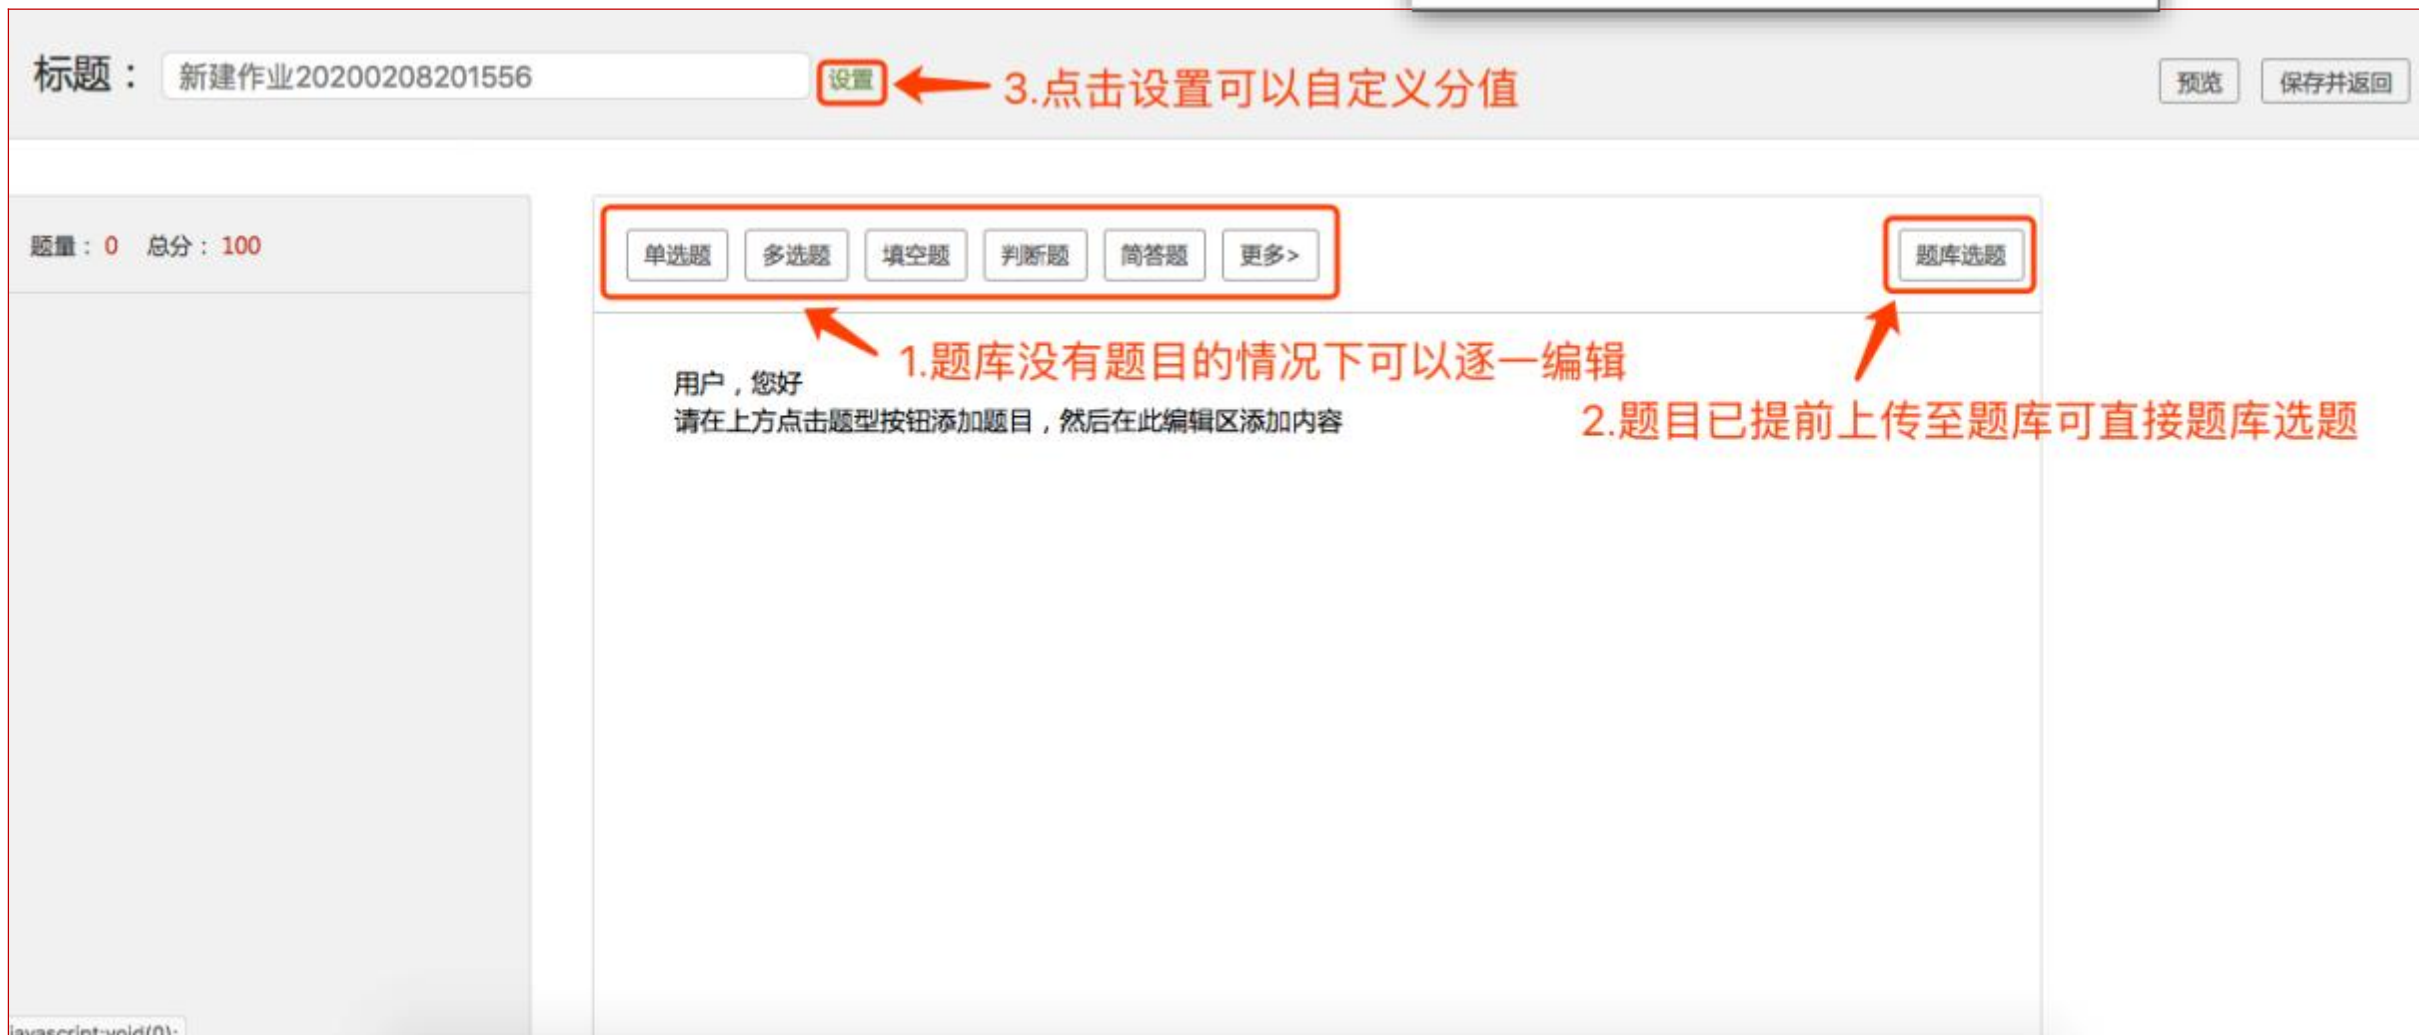 标题： 新建作业20200208201556 设置 3.点击设置可以自定义分值 预览 保存并返回
题量：0 总分：100 单选题 多选题 填空题 判断题 简答题 更多> 题库选题
1.题库没有题目的情况下可以逐一编辑
用户，您好
请在上方点击题型按钮添加题目，然后在此编辑区添加内容
2.题目已提前上传至题库可直接题库选题
javascript:void(0);